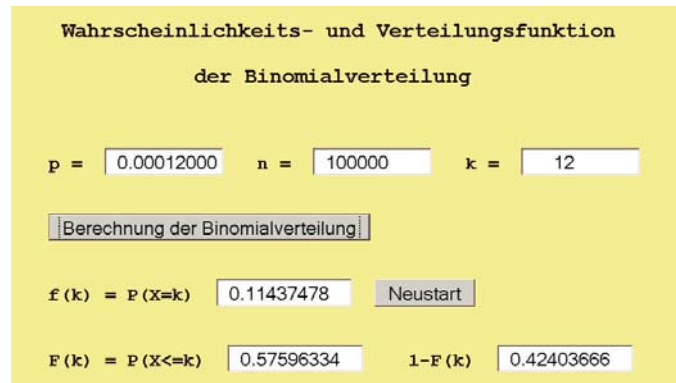 Wahrscheinlichkeits- und Verteilungsfunktion
der Binomialverteilung
p = 0.00012000 n = 100000 k = 12
Berechnung der Binomialverteilung
f(k) = P(X=k) 0.11437478 Neustart
F(k) = P(X<=k) 0.57596334 1-F(k) 0.42403666